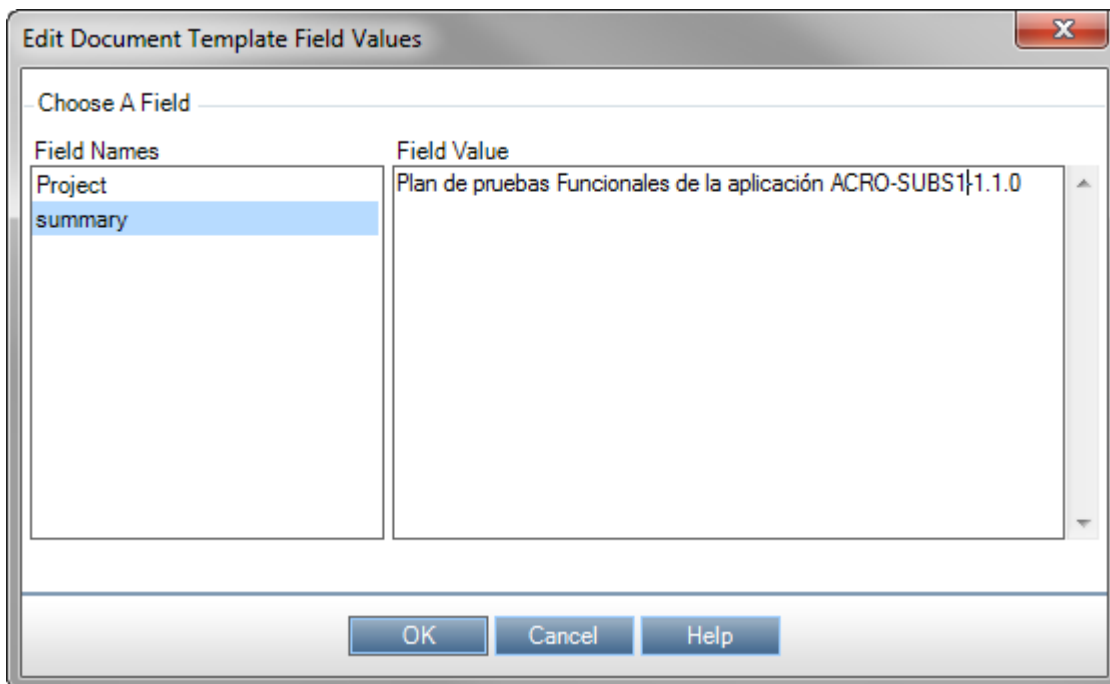 Edit Document Template Field Values
x
Choose A Field
Field Names
Field Value
Project
summary
Plan de pruebas Funcionales de la aplicación ACRO-SUBS1-1.1.0
OK
Cancel
Help